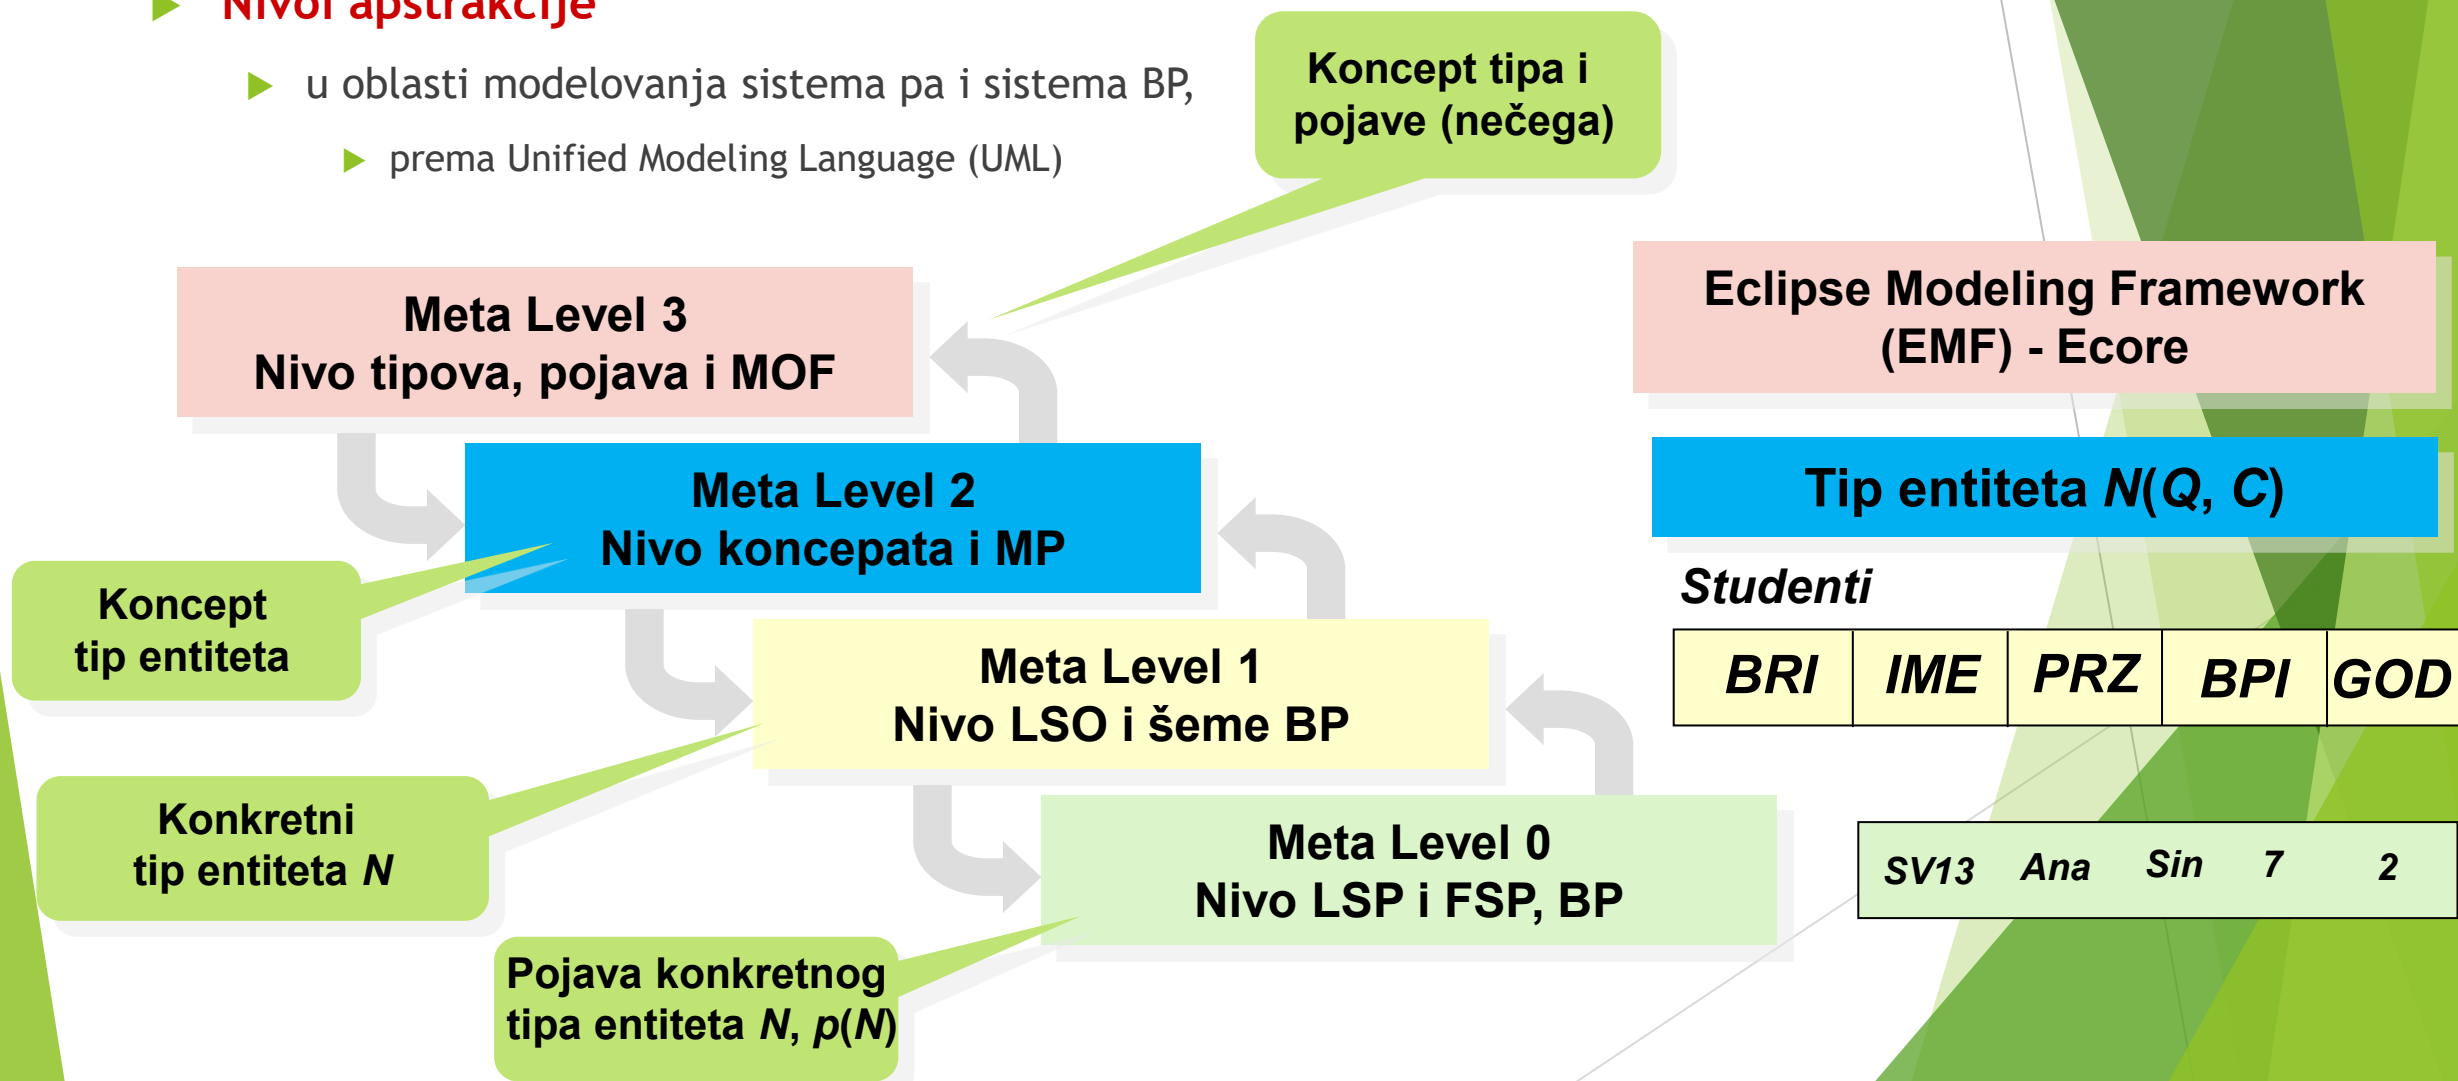 Nivoi apstrakcije
u oblasti modelovanja sistema pa i sistema BP,
prema Unified Modeling Language (UML)
Koncept tipa i
pojave (nečega)
Meta Level 3
Nivo tipova, pojava i MOF
Eclipse Modeling Framework
(EMF) - Ecore
Meta Level 2
Nivo koncepata i MP
Tip entiteta N(Q, C)
Koncept
tip entiteta
Studenti
Meta Level 1
Nivo LSO i šeme BP
BRI IME PRZ BPI GOD
Konkretni
tip entiteta N
Meta Level 0
Nivo LSP i FSP, BP
SV13 Ana Sin 7 2
Pojava konkretnog
tipa entiteta N, p(N)